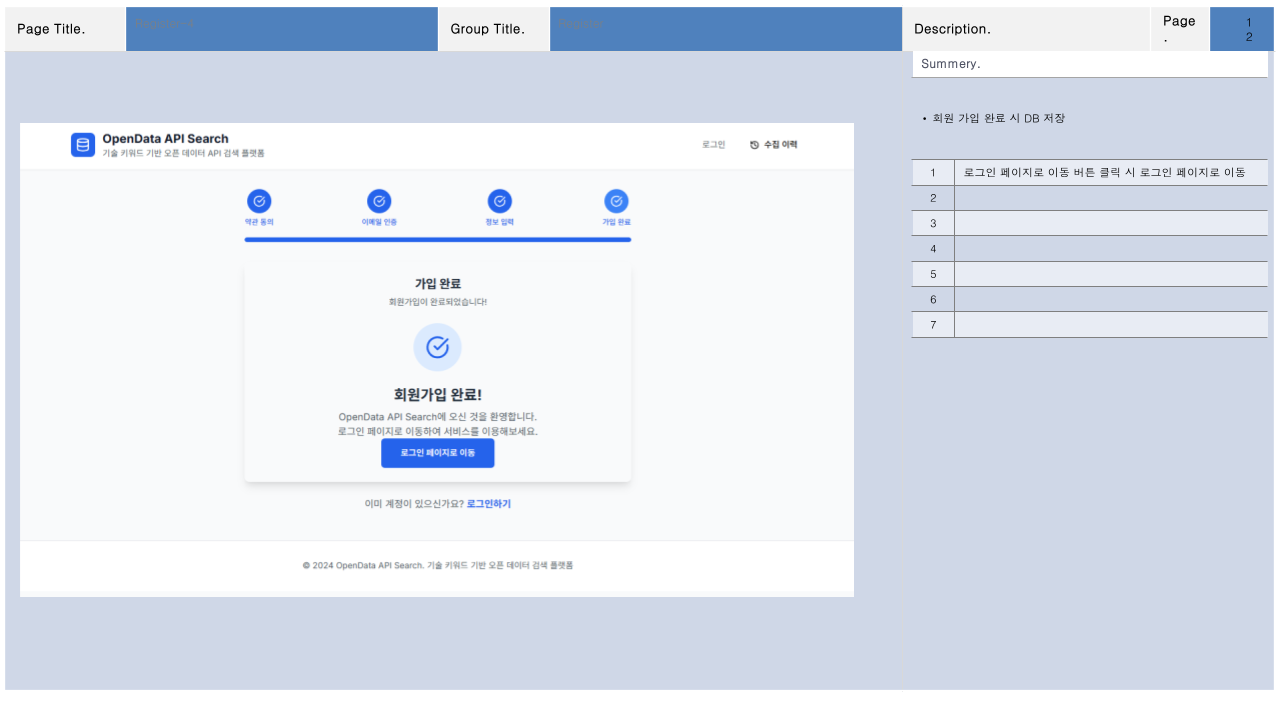 Page Title.
Group Title.
Description.
Page
.
1
2
Summery.
• 회원 가입 완료 시 DB 저장
1 로그인 페이지로 이동 버튼 클릭 시 로그인 페이지로 이동
2
3
4
5
6
7
OpenData API Search
기술 키워드 기반 오픈 데이터 API 검색 플랫폼
로그인
수집 이력
약관 동의
이메일 인증
정보 입력
가입 완료
가입 완료
회원가입이 완료되었습니다!
회원가입 완료!
OpenData API Search에 오신 것을 환영합니다.
로그인 페이지로 이동하여 서비스를 이용해보세요.
로그인 페이지로 이동
이미 계정이 있으신가요? 로그인하기
© 2024 OpenData API Search. 기술 키워드 기반 오픈 데이터 검색 플랫폼